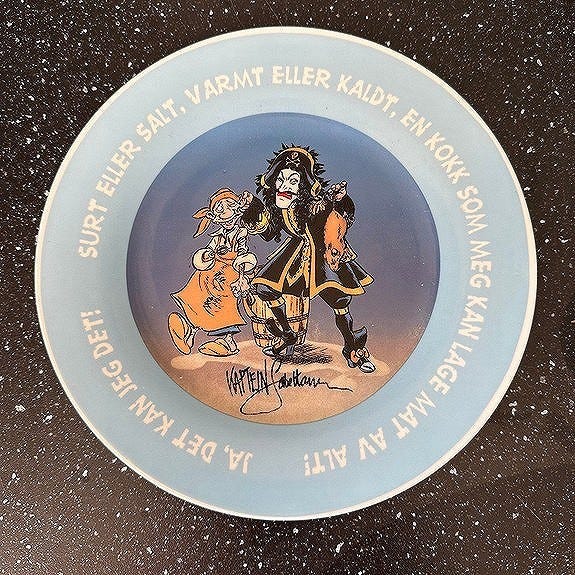 SURT ELLER SALT, VARMT ELLER KALDT, EN KOKK SOM MEG KAN LAGE MAT AV ALT!
JA, DET KAN JEG DET!
KAPTEIN Sabeltann